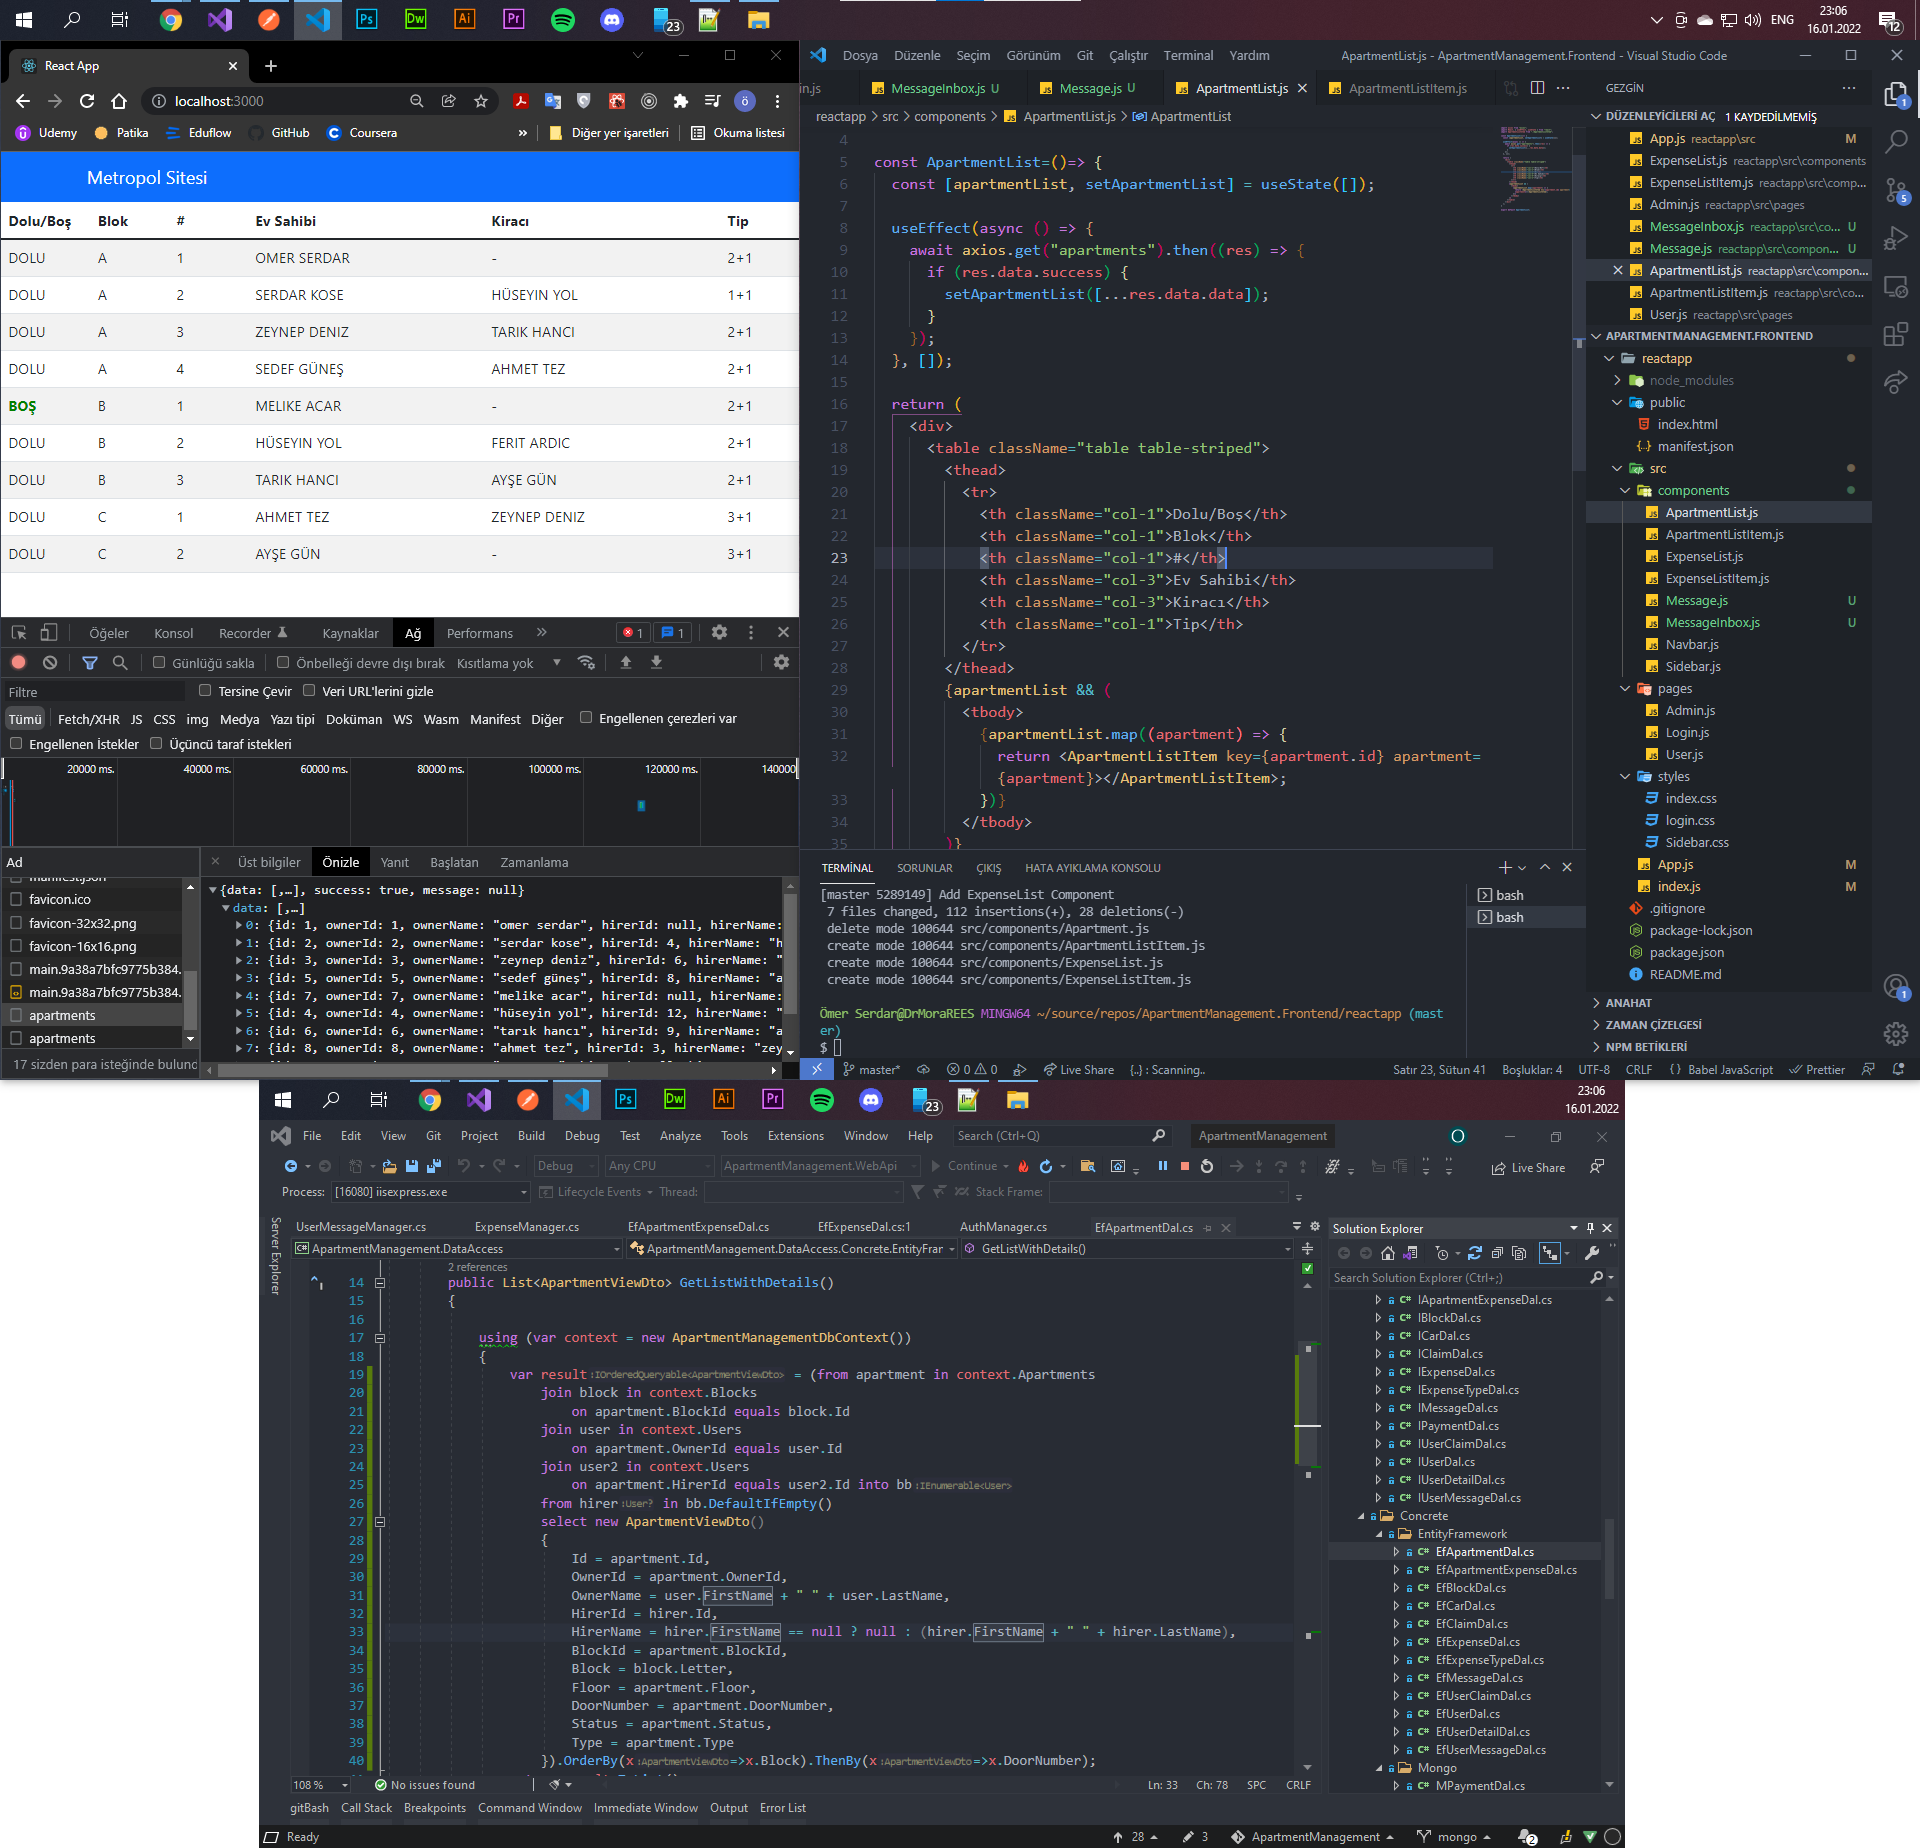 23
ENG
23:06
16.01.2022
12
React App
localhost:3000
Udemy
Patika
Eduflow
GitHub
Coursera
»
Diğer yer işaretleri
Okuma listesi
Metropol Sitesi
Dolu/Boş Blok # Ev Sahibi Kiracı Tip
DOLU A 1 OMER SERDAR - 2+1
DOLU A 2 SERDAR KOSE HÜSEYIN YOL 1+1
DOLU A 3 ZEYNEP DENIZ TARIK HANCI 2+1
DOLU A 4 SEDEF GÜNEŞ AHMET TEZ 2+1
BOŞ B 1 MELIKE ACAR - 2+1
DOLU B 2 HÜSEYIN YOL FERIT ARDIC 2+1
DOLU B 3 TARIK HANCI AYŞE GÜN 2+1
DOLU C 1 AHMET TEZ ZEYNEP DENIZ 3+1
DOLU C 2 AYŞE GÜN - 3+1
Öğeler Konsol Recorder Kaynaklar Ağ Performans » 1 1
Günlüğü sakla Önbelleği devre dışı bırak Kısıtlama yok
Filtre Tersine Çevir Veri URL'lerini gizle
Tümü Fetch/XHR JS CSS img Medya Yazı tipi Doküman WS Wasm Manifest Diğer Engellenen çerezleri var
Engellenen İstekler Üçüncü taraf istekleri
20000 ms. 40000 ms. 60000 ms. 80000 ms. 100000 ms. 120000 ms. 140000
Ad
manifest.json
favicon.ico
favicon-32x32.png
favicon-16x16.png
main.9a38a7bfc9775b384.
main.9a38a7bfc9775b384.
apartments
apartments
17 sizden para isteğinde bulund
Üst bilgiler Önizle Yanıt Başlatan Zamanlama
{data: [,…], success: true, message: null}
data: [,…]
0: {id: 1, ownerId: 1, ownerName: "omer serdar", hirerId: null, hirerName:
1: {id: 2, ownerId: 2, ownerName: "serdar kose", hirerId: 4, hirerName: "h
2: {id: 3, ownerId: 3, ownerName: "zeynep deniz", hirerId: 6, hirerName: "
3: {id: 5, ownerId: 5, ownerName: "sedef güneş", hirerId: 8, hirerName: "a
4: {id: 7, ownerId: 7, ownerName: "melike acar", hirerId: null, hirerName:
5: {id: 4, ownerId: 4, ownerName: "hüseyin yol", hirerId: 12, hirerName: "
6: {id: 6, ownerId: 6, ownerName: "tarık hancı", hirerId: 9, hirerName: "a
7: {id: 8, ownerId: 8, ownerName: "ahmet tez", hirerId: 3, hirerName: "zey
Dosya Düzenle Seçim Görünüm Git Çalıştır Terminal Yardım
ApartmentList.js - ApartmentManagement.Frontend - Visual Studio Code
in.js MessageInbox.js U Message.js U ApartmentList.js ApartmentListItem.js
reactapp > src > components > ApartmentList.js > ApartmentList
4
5 const ApartmentList=()=> {
6 const [apartmentList, setApartmentList] = useState([]);
7
8 useEffect(async () => {
9 await axios.get("apartments").then((res) => {
10 if (res.data.success) {
11 setApartmentList([...res.data.data]);
12 }
13 });
14 }, []);
15
16 return (
17 <div>
18 <table className="table table-striped">
19 <thead>
20 <tr>
21 <th className="col-1">Dolu/Boş</th>
22 <th className="col-1">Blok</th>
23 <th className="col-1">#</th>
24 <th className="col-3">Ev Sahibi</th>
25 <th className="col-3">Kiracı</th>
26 <th className="col-1">Tip</th>
27 </tr>
28 </thead>
29 {apartmentList && (
30 <tbody>
31 {apartmentList.map((apartment) => {
32 return <ApartmentListItem key={apartment.id} apartment=
{apartment}></ApartmentListItem>;
33 })}
34 </tbody>
35 )}
TERMİNAL SORUNLAR ÇIKIŞ HATA AYIKLAMA KONSOLU
[master 5289149] Add ExpenseList Component
7 files changed, 112 insertions(+), 28 deletions(-)
delete mode 100644 src/components/Apartment.js
create mode 100644 src/components/ApartmentListItem.js
create mode 100644 src/components/ExpenseList.js
create mode 100644 src/components/ExpenseListItem.js
Ömer Serdar@DrMoraREES MINGW64 ~/source/repos/ApartmentManagement.Frontend/reactapp (mast
er)
$
bash
bash
GEZGİN
DÜZENLEYİCİLERİ AÇ 1 KAYDEDİLMEMİŞ
App.js reactapp\src M
ExpenseList.js reactapp\src\components
ExpenseListItem.js reactapp\src\comp...
Admin.js reactapp\src\pages
MessageInbox.js reactapp\src\co... U
Message.js reactapp\src\compon... U
ApartmentList.js reactapp\src\compon...
ApartmentListItem.js reactapp\src\co...
User.js reactapp\src\pages
APARTMENTMANAGEMENT.FRONTEND
reactapp
node_modules
public
index.html
manifest.json
src
components
ApartmentList.js
ApartmentListItem.js
ExpenseList.js
ExpenseListItem.js
Message.js U
MessageInbox.js U
Navbar.js
Sidebar.js
pages
Admin.js
Login.js
User.js
styles
index.css
login.css
Sidebar.css
App.js M
index.js M
.gitignore
package-lock.json
package.json
README.md
ANAHAT
ZAMAN ÇİZELGESİ
NPM BETİKLERİ
1
5
1
master* 0 0 Live Share {..} : Scanning.. Satır 23, Sütun 41 Boşluklar: 4 UTF-8 CRLF Babel JavaScript Prettier
23
23:06
16.01.2022
File Edit View Git Project Build Debug Test Analyze Tools Extensions Window Help Search (Ctrl+Q) ApartmentManagement
Debug Any CPU ApartmentManagement.WebApi Continue Live Share
Process: [16080] iisexpress.exe Lifecycle Events Thread: Stack Frame:
Server Explorer
UserMessageManager.cs ExpenseManager.cs EfApartmentExpenseDal.cs EfExpenseDal.cs:1 AuthManager.cs EfApartmentDal.cs
ApartmentManagement.DataAccess ApartmentManagement.DataAccess.Concrete.EntityFrar GetListWithDetails()
2 references
14 public List<ApartmentViewDto> GetListWithDetails()
15 {
16
17 using (var context = new ApartmentManagementDbContext())
18 {
19 var result:IOrderedQueryable<ApartmentViewDto> = (from apartment in context.Apartments
20 join block in context.Blocks
21 on apartment.BlockId equals block.Id
22 join user in context.Users
23 on apartment.OwnerId equals user.Id
24 join user2 in context.Users
25 on apartment.HirerId equals user2.Id into bb:IEnumerable<User>
26 from hirer:User? in bb.DefaultIfEmpty()
27 select new ApartmentViewDto()
28 {
29 Id = apartment.Id,
30 OwnerId = apartment.OwnerId,
31 OwnerName = user.FirstName + " " + user.LastName,
32 HirerId = hirer.Id,
33 HirerName = hirer.FirstName == null ? null : (hirer.FirstName + " " + hirer.LastName),
34 BlockId = apartment.BlockId,
35 Block = block.Letter,
36 Floor = apartment.Floor,
37 DoorNumber = apartment.DoorNumber,
38 Status = apartment.Status,
39 Type = apartment.Type
40 }).OrderBy(x:ApartmentViewDto=>x.Block).ThenBy(x:ApartmentViewDto=>x.DoorNumber);
108 % No issues found Ln: 33 Ch: 78 SPC CRLF
gitBash Call Stack Breakpoints Command Window Immediate Window Output Error List
Solution Explorer
Search Solution Explorer (Ctrl+;)
IApartmentExpenseDal.cs
IBlockDal.cs
ICarDal.cs
IClaimDal.cs
IExpenseDal.cs
IExpenseTypeDal.cs
IMessageDal.cs
IPaymentDal.cs
IUserClaimDal.cs
IUserDal.cs
IUserDetailDal.cs
IUserMessageDal.cs
Concrete
EntityFramework
EfApartmentDal.cs
EfApartmentExpenseDal.cs
EfBlockDal.cs
EfCarDal.cs
EfClaimDal.cs
EfExpenseDal.cs
EfExpenseTypeDal.cs
EfMessageDal.cs
EfUserClaimDal.cs
EfUserDal.cs
EfUserDetailDal.cs
EfUserMessageDal.cs
Mongo
MPaymentDal.cs
Ready 28 3 ApartmentManagement mongo 2